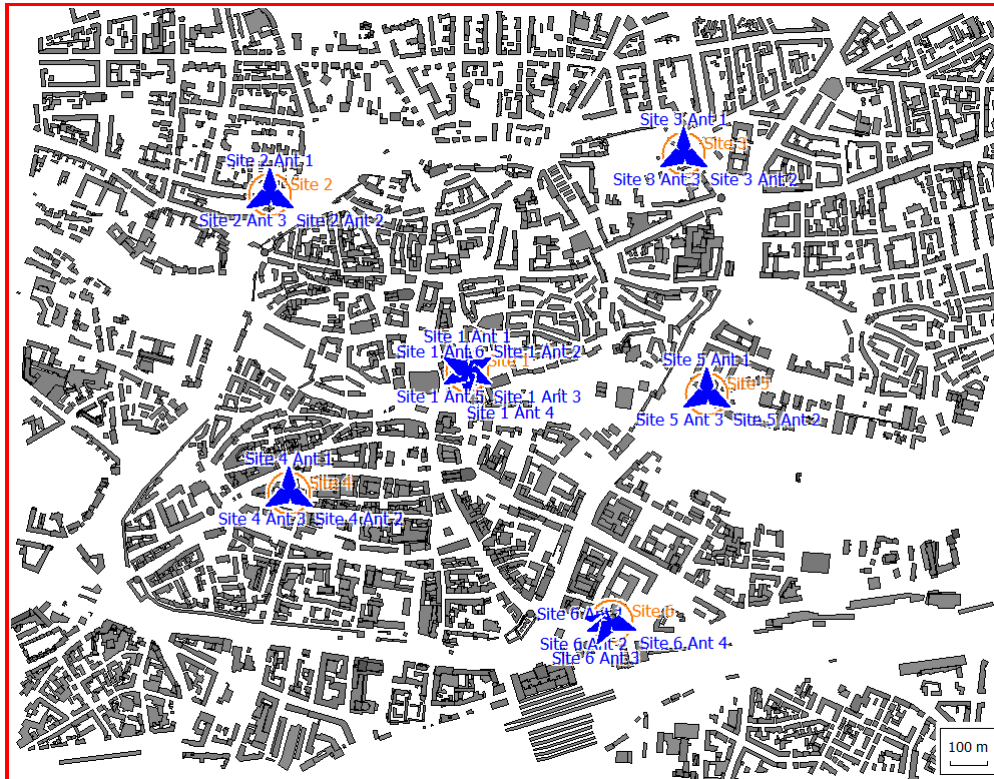 Site 3 Ant 1
Site 3
Site 2 Ant 1
Site 3 Ant 3 Site 3 Ant 2
Site 2
Site 2 Ant 3 Site 2 Ant 2
Site 1 Ant 1
Site 1 Ant 6 Site 1 Ant 2
Site 1
Site 5 Ant 1
Site 5
Site 1 Ant 5 Site 1 Ant 3
Site 1 Ant 4
Site 5 Ant 3 Site 5 Ant 2
Site 4 Ant 1
Site 4
Site 4 Ant 3 Site 4 Ant 2
Site 6 Ant 1 Site 6
Site 6 Ant 2 Site 6 Ant 4
Site 6 Ant 3
100 m